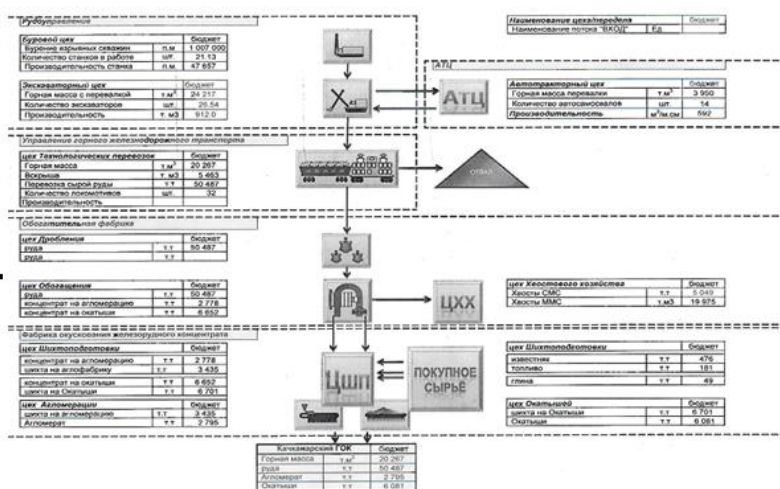 Рудоуправление
Буровой цех бюджет
Бурение взрывных скважин п.м 1 007 000
Количество станков в работе шт. 21.13
Производительность станка п.м. 47 657
Экскаваторный цех бюджет
Горная масса с перевалкой т.м³ 24 217
Количество экскаваторов шт. 26.54
Производительность т. м3 912.0
Наименование цеха/передела бюджет
Наименование потока "ВХОД" Ед
АТЦ
АТЦ
Автотракторный цех бюджет
Горная масса перевалки т.м³ 3 950
Количество автосамосвалов шт. 14
Производительность м³/м.см 592
Управление горного железнодорожного транспорта
цех Технологических перевозок бюджет
Горная масса т.м³ 20 267
Вскрыша т. м3 5 463
Перевозка сырой руды т.т 50 487
Количество локомотивов шт. 32
Производительность
ОТВАЛ
Обогатительная фабрика
цех Дробления бюджет
руда т.т 50 487
руда т.т
цех Обогащения бюджет
руда т.т 50 487
концентрат на агломерацию т.т 2 778
концентрат на окатыши т.т 6 652
ЦХХ
цех Хвостового хозяйства бюджет
Хвосты СМС т.т 5 049
Хвосты ММС т.м3 19 975
Фабрика окускования железорудного концентрата
цех Шихтоподготовки бюджет
концентрат на агломерацию т.т 2 778
шихта на аглофабрику т.т 3 435
концентрат на окатыши т.т 6 652
шихта на Окатыши т.т 6 701
цех Агломерации бюджет
шихта на агломерацию т.т 3 435
Агломерат т.т 2 795
Цшп
ПОКУПНОЕ
СЫРЬЁ
цех Шихтоподготовки бюджет
известняк т.т 476
топливо т.т 181
глина т.т 49
цех Окатышей бюджет
шихта на Окатыши т.т 6 701
Окатыши т.т 6 081
Качканарский ГОК бюджет
Горная масса т.м³ 20 267
руда т.т 50 487
Агломерат т.т 2 795
Окатыши т.т 6 081